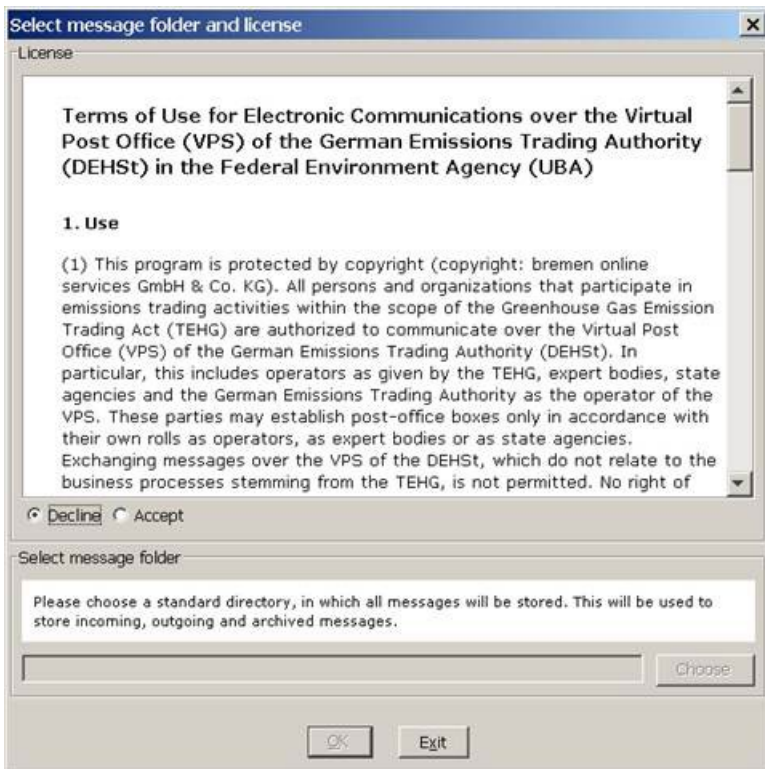 Select message folder and license
License
Terms of Use for Electronic Communications over the Virtual
Post Office (VPS) of the German Emissions Trading Authority
(DEHSt) in the Federal Environment Agency (UBA)
1. Use
(1) This program is protected by copyright (copyright: bremen online
services GmbH & Co. KG). All persons and organizations that participate in
emissions trading activities within the scope of the Greenhouse Gas Emission
Trading Act (TEHG) are authorized to communicate over the Virtual Post
Office (VPS) of the German Emissions Trading Authority (DEHSt). In
particular, this includes operators as given by the TEHG, expert bodies, state
agencies and the German Emissions Trading Authority as the operator of the
VPS. These parties may establish post-office boxes only in accordance with
their own rolls as operators, as expert bodies or as state agencies.
Exchanging messages over the VPS of the DEHSt, which do not relate to the
business processes stemming from the TEHG, is not permitted. No right of
Decline Accept
Select message folder
Please choose a standard directory, in which all messages will be stored. This will be used to
store incoming, outgoing and archived messages.
Choose
OK Exit